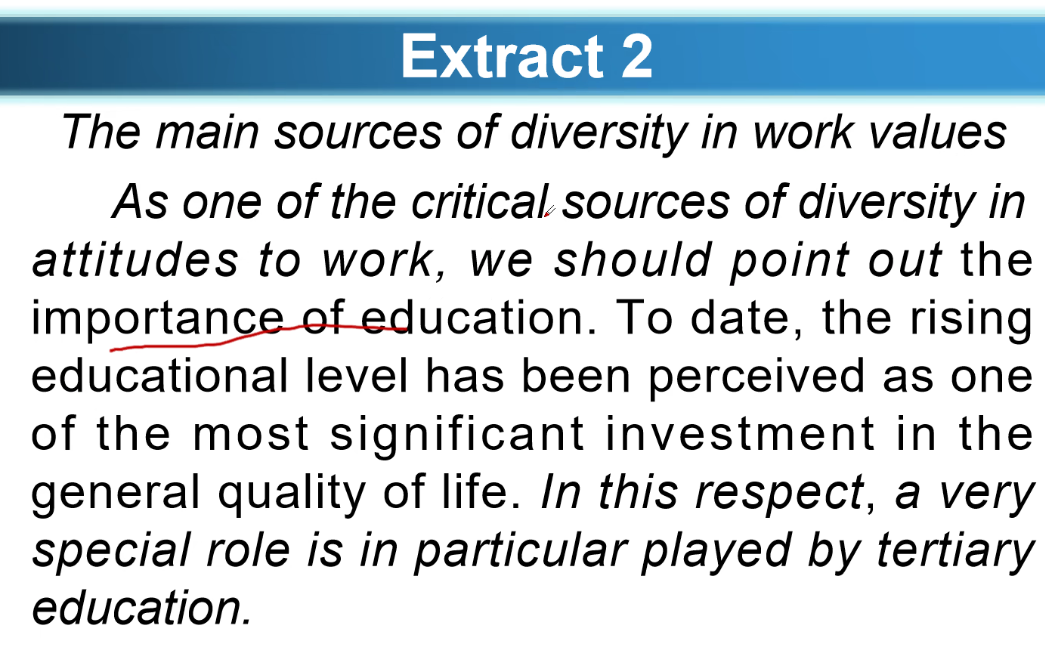 Extract 2
The main sources of diversity in work values
As one of the critical sources of diversity in
attitudes to work, we should point out the
importance of education. To date, the rising
educational level has been perceived as one
of the most significant investment in the
general quality of life. In this respect, a very
special role is in particular played by tertiary
education.